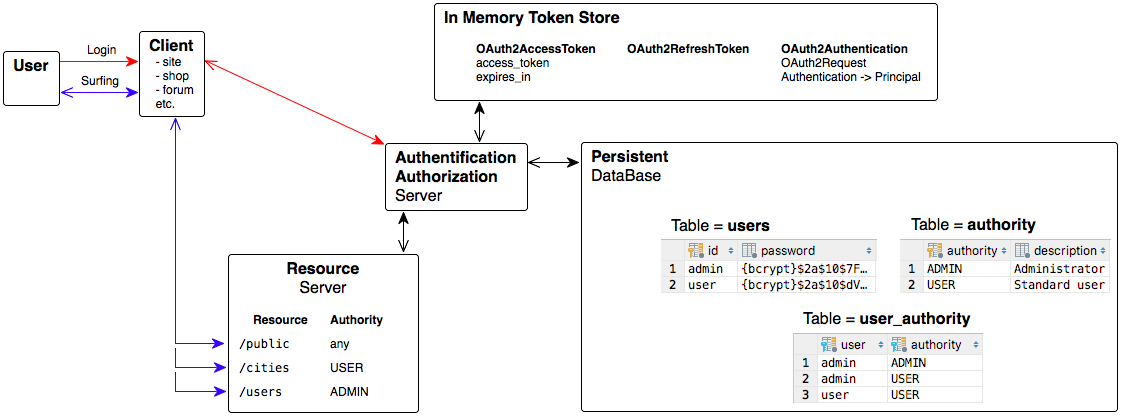 User
Login
Surfing
Client
- site
- shop
- forum
etc.
In Memory Token Store
OAuth2AccessToken OAuth2RefreshToken OAuth2Authentication
access_token OAuth2Request
expires_in Authentication -> Principal
Authentification
Authorization
Server
Persistent
DataBase
Table = users
id password
1 admin {bcrypt}$2a$10$7F…
2 user {bcrypt}$2a$10$dV…
Table = authority
authority description
1 ADMIN Administrator
2 USER Standard user
Table = user_authority
user authority
1 admin ADMIN
2 admin USER
3 user USER
Resource
Server
Resource Authority
/public any
/cities USER
/users ADMIN